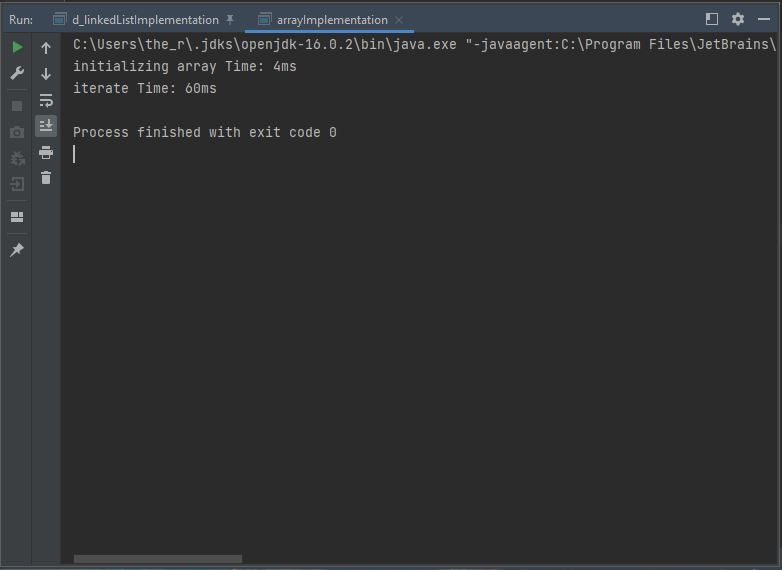 Run: d_linkedListImplementation arrayImplementation
C:\Users\the_r\.jdks\openjdk-16.0.2\bin\java.exe "-javaagent:C:\Program Files\JetBrains\
initializing array Time: 4ms
iterate Time: 60ms
Process finished with exit code 0